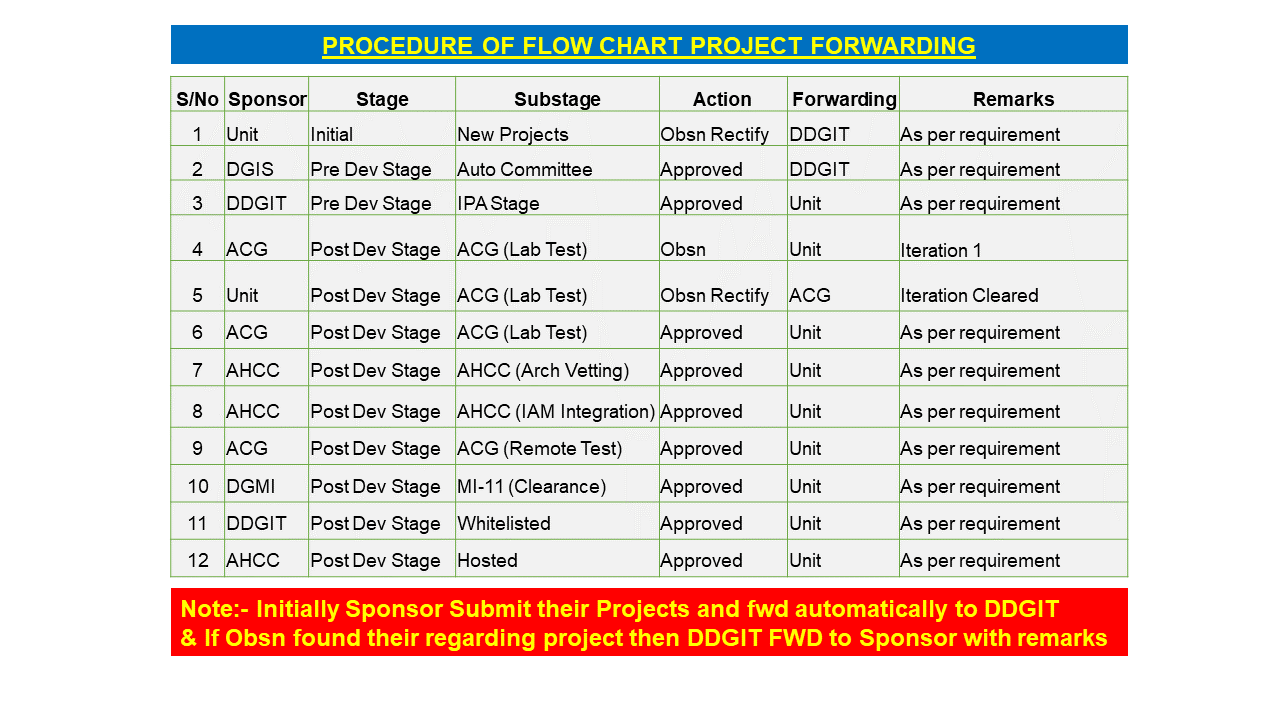 PROCEDURE OF FLOW CHART PROJECT FORWARDING
S/No Sponsor Stage Substage Action Forwarding Remarks
1 Unit Initial New Projects Obsn Rectify DDGIT As per requirement
2 DGIS Pre Dev Stage Auto Committee Approved DDGIT As per requirement
3 DDGIT Pre Dev Stage IPA Stage Approved Unit As per requirement
4 ACG Post Dev Stage ACG (Lab Test) Obsn Unit Iteration 1
5 Unit Post Dev Stage ACG (Lab Test) Obsn Rectify ACG Iteration Cleared
6 ACG Post Dev Stage ACG (Lab Test) Approved Unit As per requirement
7 AHCC Post Dev Stage AHCC (Arch Vetting) Approved Unit As per requirement
8 AHCC Post Dev Stage AHCC (IAM Integration) Approved Unit As per requirement
9 ACG Post Dev Stage ACG (Remote Test) Approved Unit As per requirement
10 DGMI Post Dev Stage MI-11 (Clearance) Approved Unit As per requirement
11 DDGIT Post Dev Stage Whitelisted Approved Unit As per requirement
12 AHCC Post Dev Stage Hosted Approved Unit As per requirement
Note:- Initially Sponsor Submit their Projects and fwd automatically to DDGIT
& If Obsn found their regarding project then DDGIT FWD to Sponsor with remarks